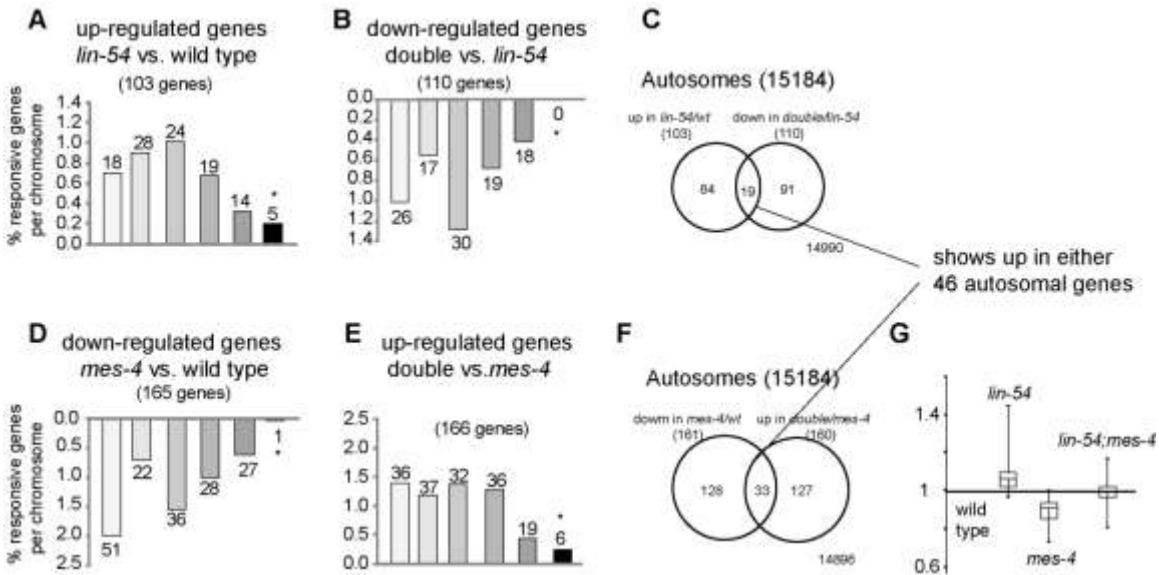 A
up-regulated genes
lin-54 vs. wild type
(103 genes)
% responsive genes
per chromosome
1.4
1.2
1.0
0.8
0.6
0.4
0.2
0.0
18
28
24
19
14
*
5
B
down-regulated genes
double vs. lin-54
(110 genes)
0.0
0.2
0.4
0.6
0.8
1.0
1.2
1.4
26
17
30
19
18
0
*
C
Autosomes (15184)
up in lin-54/wt
(103)
down in double/lin-54
(110)
84
19
91
14990
shows up in either
46 autosomal genes
D
down-regulated genes
mes-4 vs. wild type
(165 genes)
% responsive genes
per chromosome
0.0
0.5
1.0
1.5
2.0
2.5
51
22
36
28
27
1
*
E
up-regulated genes
double vs.mes-4
(166 genes)
2.5
2.0
1.5
1.0
0.5
0.0
36
37
32
36
19
*
6
F
Autosomes (15184)
down in mes-4/wt
(161)
up in double/mes-4
(160)
128
33
127
14896
G
1.4
1
0.6
lin-54
lin-54;mes-4
wild
type
mes-4